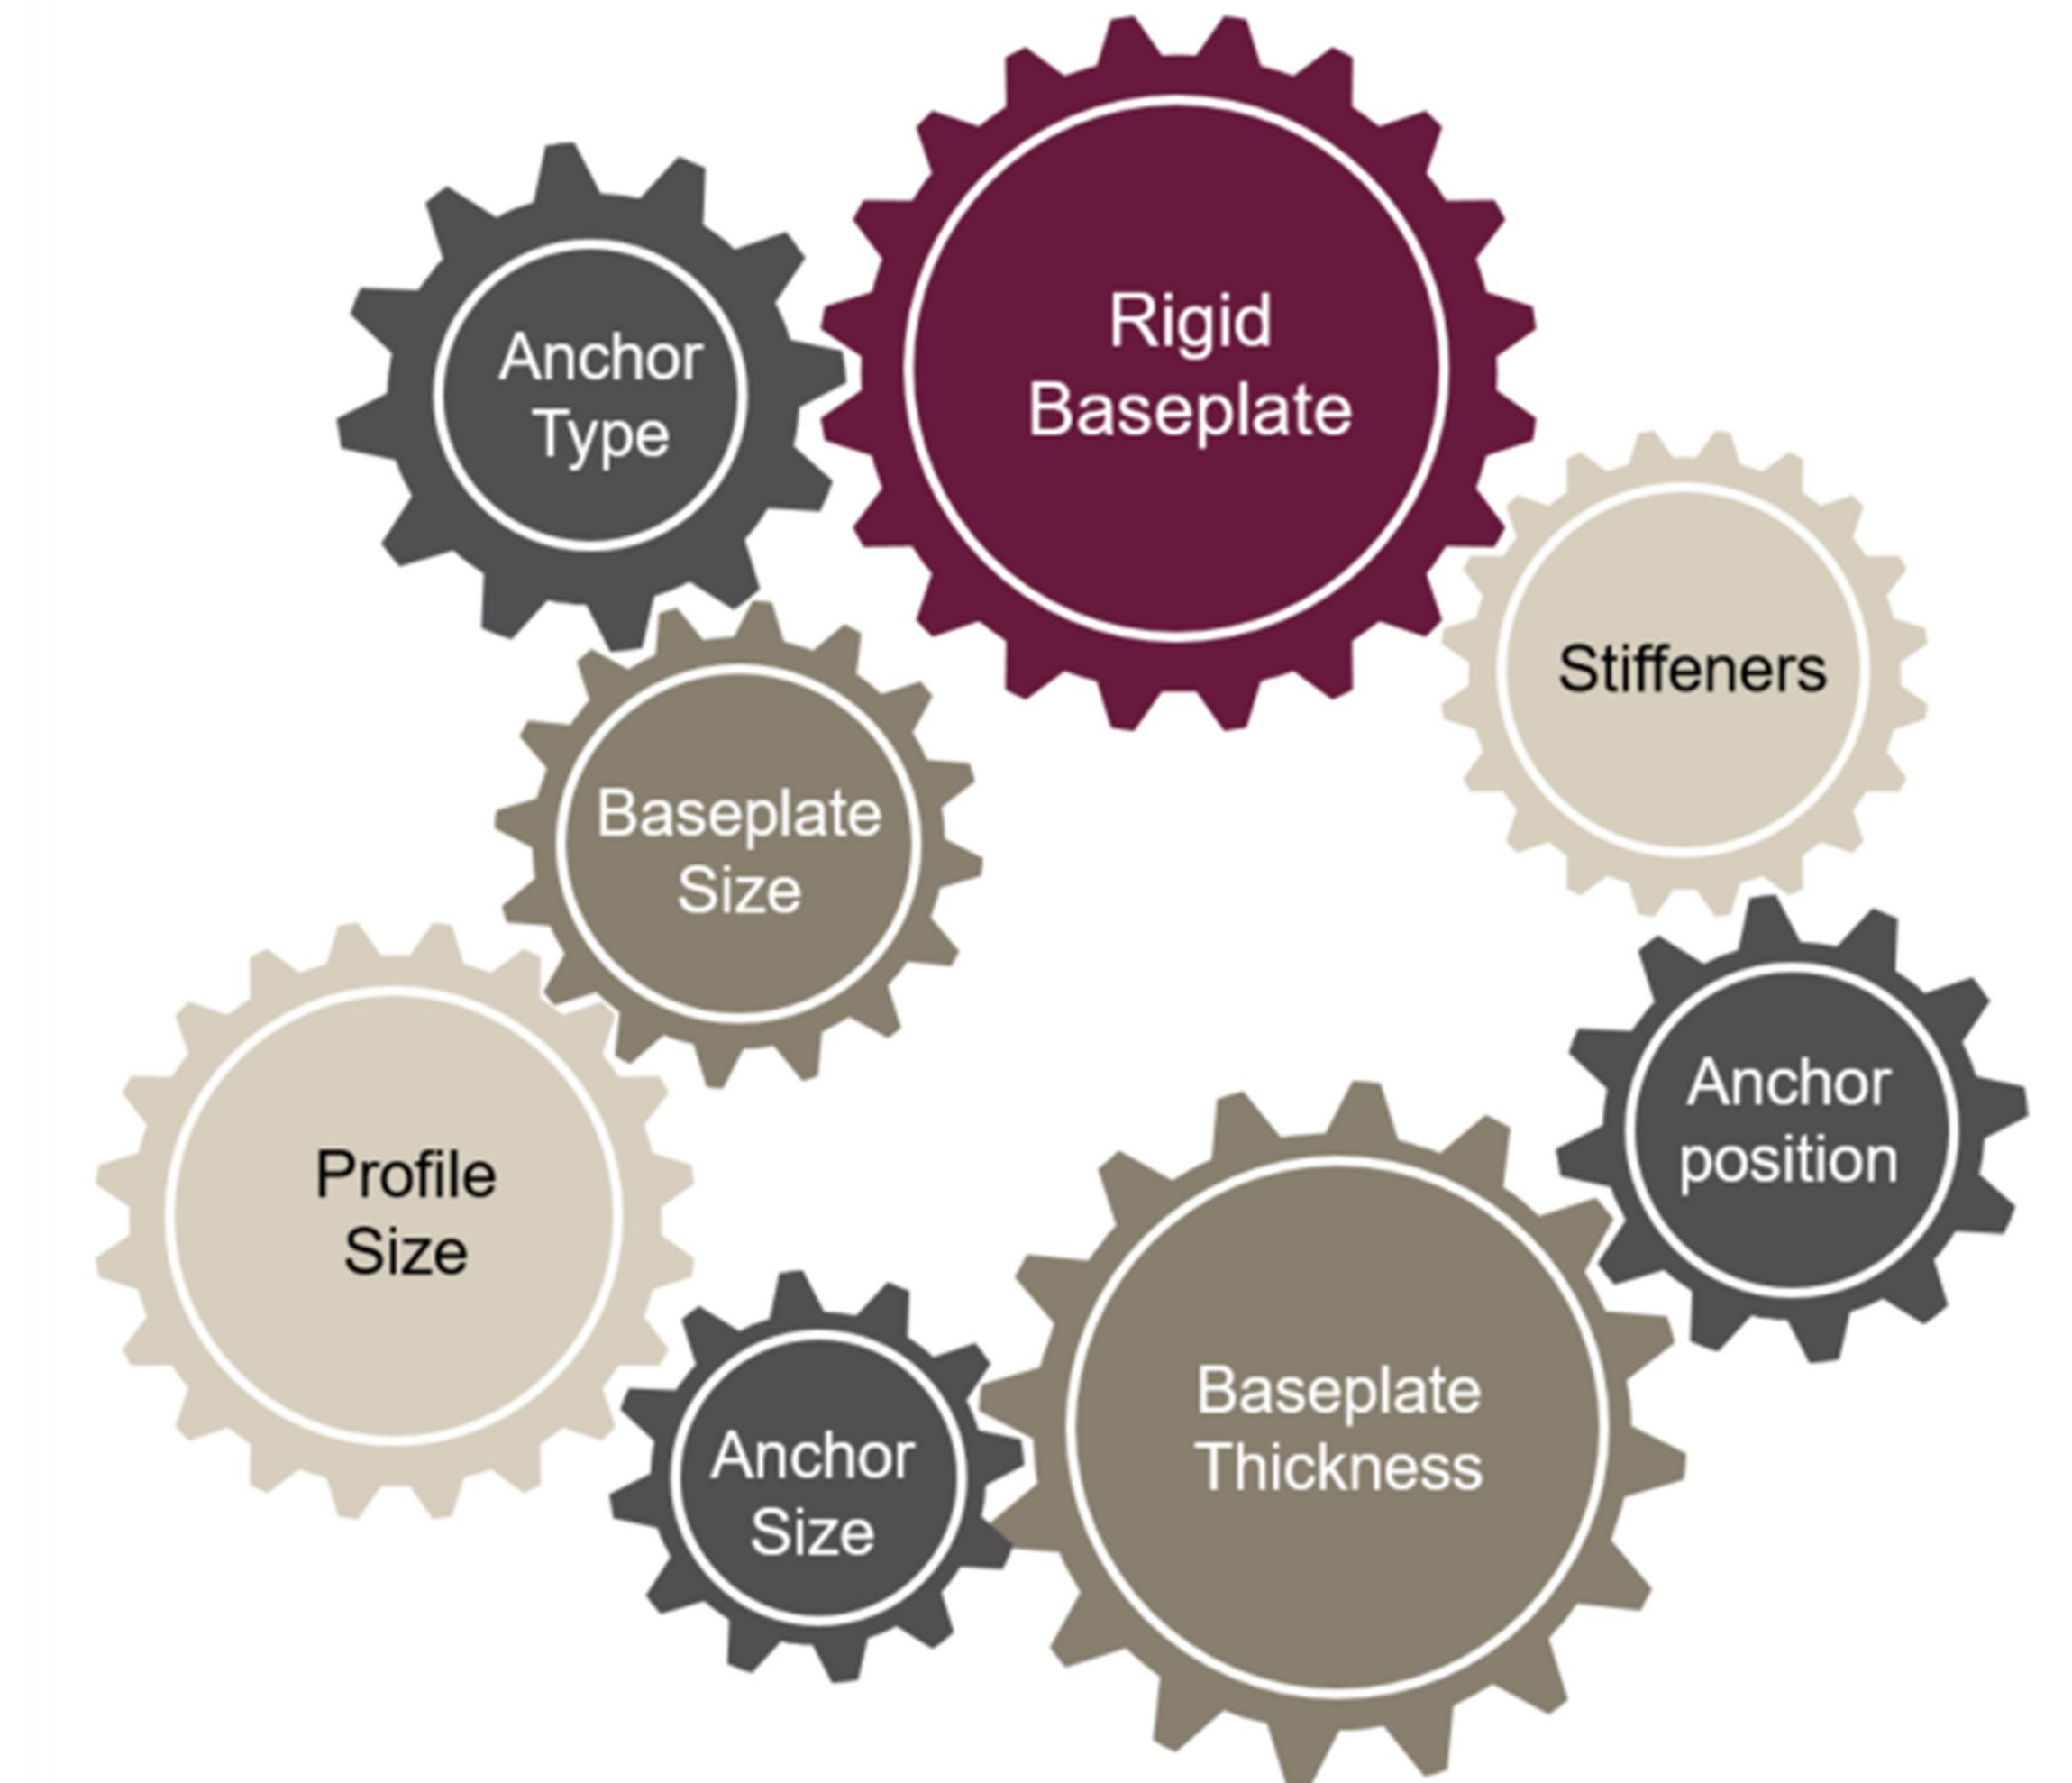 Rigid
Baseplate
Anchor
Type
Stiffeners
Baseplate
Size
Anchor
position
Profile
Size
Baseplate
Thickness
Anchor
Size